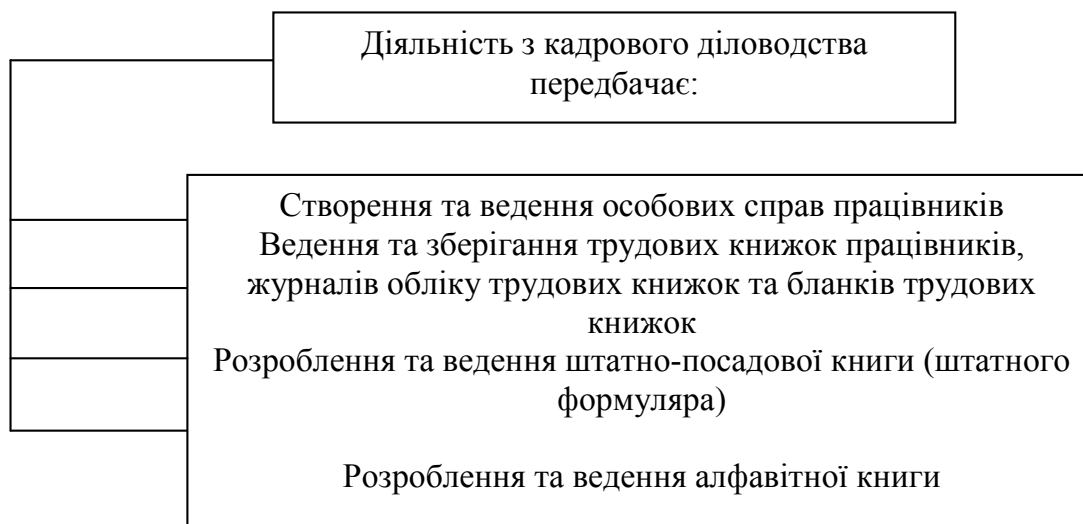 Діяльність з кадрового діловодства
передбачає:
Створення та ведення особових справ працівників
Ведення та зберігання трудових книжок працівників,
журналів обліку трудових книжок та бланків трудових
книжок
Розроблення та ведення штатно-посадової книги (штатного
формуляра)
Розроблення та ведення алфавітної книги